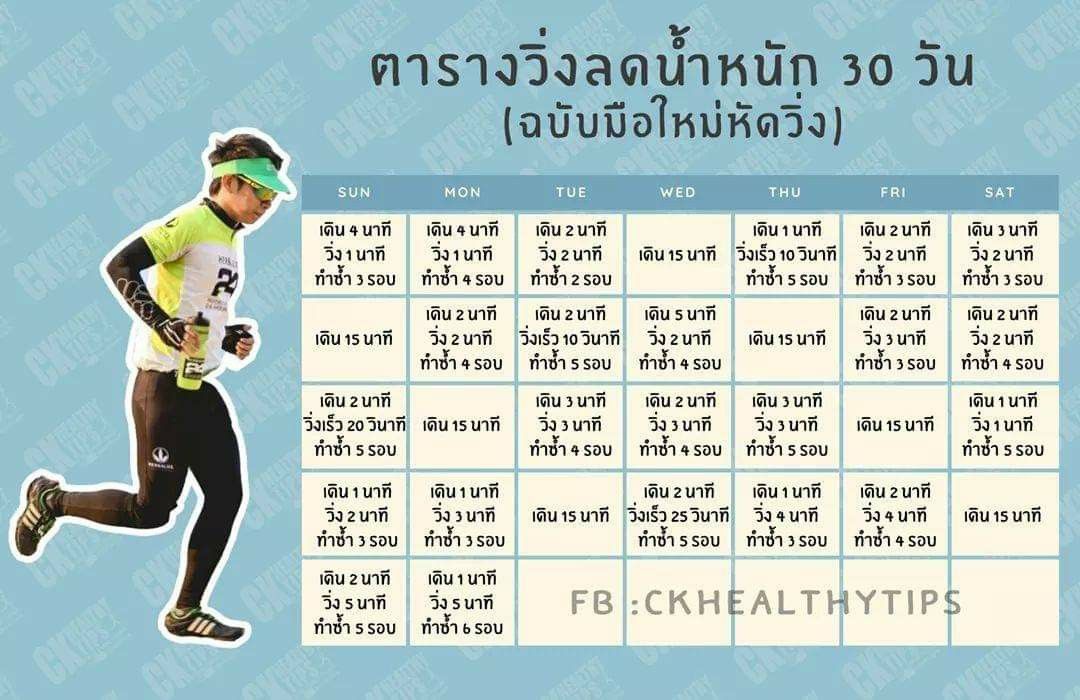 ตารางวิ่งลดน้ำหนัก 30 วัน
(ฉบับมือใหม่หัดวิ่ง)
SUN MON TUE WED THU FRI SAT
เดิน 4 นาที
วิ่ง 1 นาที
ทำซ้ำ 3 รอบ
เดิน 4 นาที
วิ่ง 1 นาที
ทำซ้ำ 4 รอบ
เดิน 2 นาที
วิ่ง 2 นาที
ทำซ้ำ 2 รอบ
เดิน 15 นาที
เดิน 1 นาที
วิ่งเร็ว 10 วินาที
ทำซ้ำ 5 รอบ
เดิน 2 นาที
วิ่ง 2 นาที
ทำซ้ำ 3 รอบ
เดิน 3 นาที
วิ่ง 2 นาที
ทำซ้ำ 3 รอบ
เดิน 15 นาที
เดิน 2 นาที
วิ่ง 2 นาที
ทำซ้ำ 4 รอบ
เดิน 2 นาที
วิ่งเร็ว 10 วินาที
ทำซ้ำ 5 รอบ
เดิน 5 นาที
วิ่ง 2 นาที
ทำซ้ำ 4 รอบ
เดิน 15 นาที
เดิน 2 นาที
วิ่ง 3 นาที
ทำซ้ำ 3 รอบ
เดิน 2 นาที
วิ่ง 2 นาที
ทำซ้ำ 4 รอบ
เดิน 2 นาที
วิ่งเร็ว 20 วินาที
ทำซ้ำ 5 รอบ
เดิน 15 นาที
เดิน 3 นาที
วิ่ง 3 นาที
ทำซ้ำ 4 รอบ
เดิน 2 นาที
วิ่ง 3 นาที
ทำซ้ำ 4 รอบ
เดิน 3 นาที
วิ่ง 3 นาที
ทำซ้ำ 5 รอบ
เดิน 15 นาที
เดิน 1 นาที
วิ่ง 1 นาที
ทำซ้ำ 5 รอบ
เดิน 1 นาที
วิ่ง 2 นาที
ทำซ้ำ 3 รอบ
เดิน 1 นาที
วิ่ง 3 นาที
ทำซ้ำ 3 รอบ
เดิน 15 นาที
เดิน 2 นาที
วิ่งเร็ว 25 วินาที
ทำซ้ำ 5 รอบ
เดิน 1 นาที
วิ่ง 4 นาที
ทำซ้ำ 3 รอบ
เดิน 2 นาที
วิ่ง 4 นาที
ทำซ้ำ 4 รอบ
เดิน 15 นาที
เดิน 2 นาที
วิ่ง 5 นาที
ทำซ้ำ 5 รอบ
เดิน 1 นาที
วิ่ง 5 นาที
ทำซ้ำ 6 รอบ
FB :CKHEALTHYTIPS
24
HERBALIFE